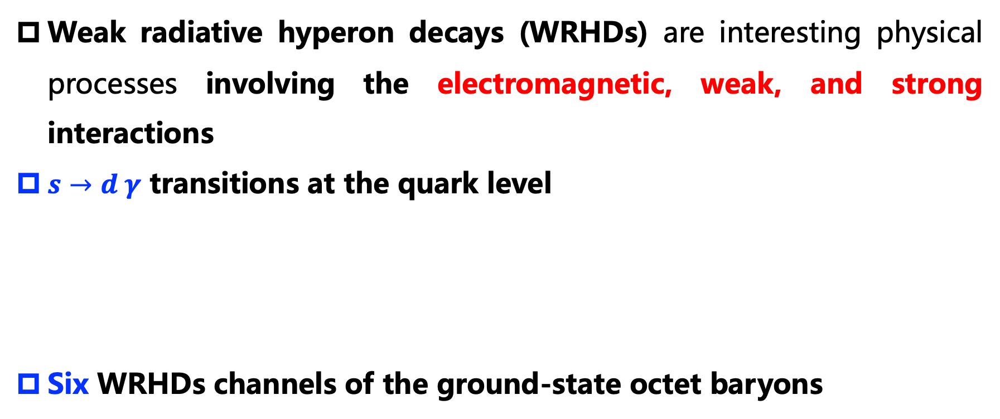 Weak radiative hyperon decays (WRHDs) are interesting physical
processes involving the electromagnetic, weak, and strong
interactions
s → d γ transitions at the quark level
Six WRHDs channels of the ground-state octet baryons